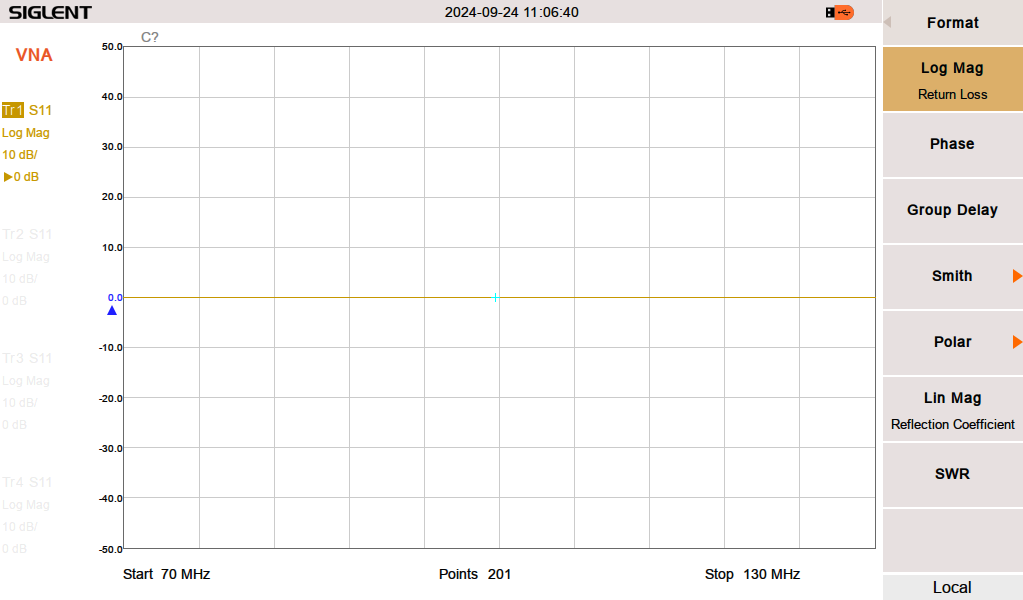 SIGLENT
2024-09-24 11:06:40
VNA
C?
Tr1 S11
Log Mag
10 dB/
▶0 dB
Tr2 S11
Log Mag
10 dB/
0 dB
Tr3 S11
Log Mag
10 dB/
0 dB
Tr4 S11
Log Mag
10 dB/
0 dB
50.0
40.0
30.0
20.0
10.0
0.0
-10.0
-20.0
-30.0
-40.0
-50.0
Start 70 MHz
Points 201
Stop 130 MHz
Format
Log Mag
Return Loss
Phase
Group Delay
Smith
Polar
Lin Mag
Reflection Coefficient
SWR
Local